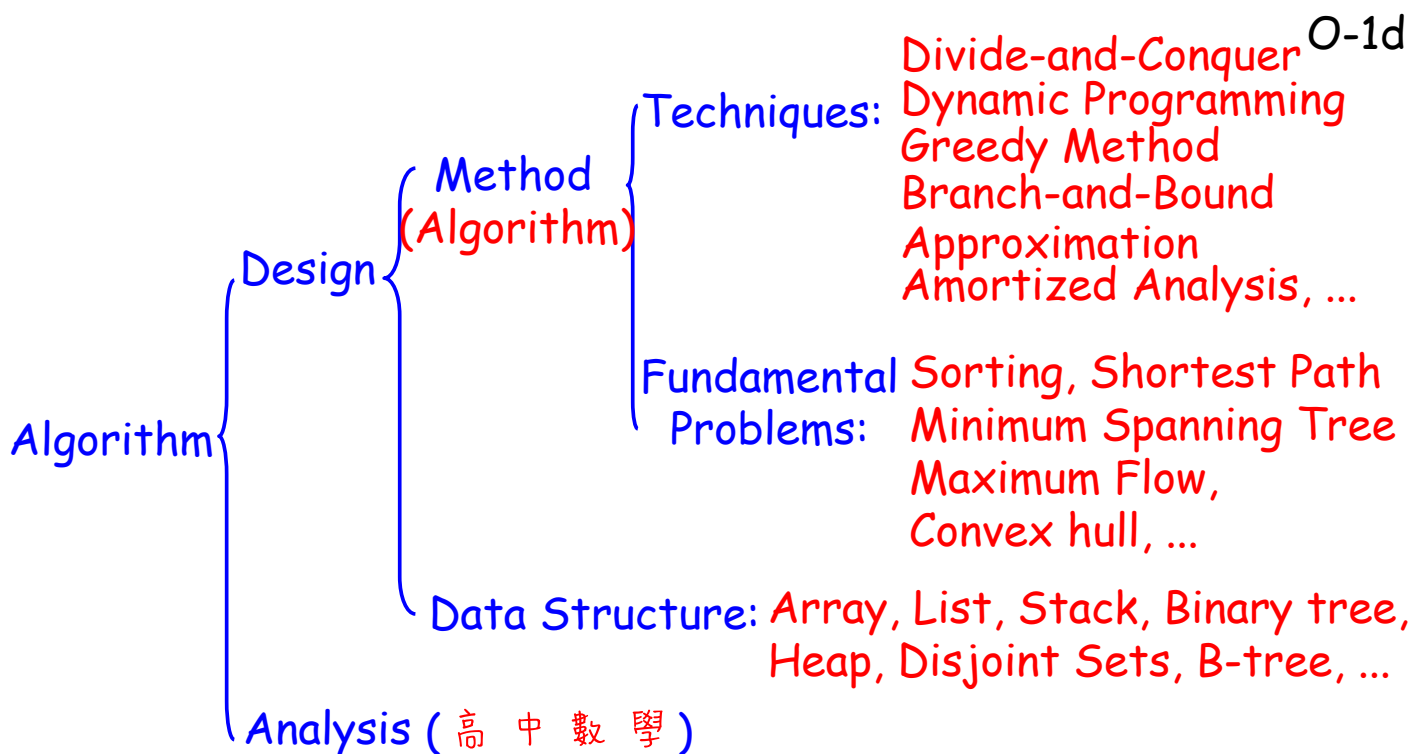 O-1d
Techniques: Divide-and-Conquer
Dynamic Programming
Greedy Method
Branch-and-Bound
Approximation
Amortized Analysis, ...
Method
(Algorithm)
Design
Fundamental
Problems:
Sorting, Shortest Path
Minimum Spanning Tree
Maximum Flow,
Convex hull, ...
Algorithm
Data Structure: Array, List, Stack, Binary tree,
Heap, Disjoint Sets, B-tree, ...
Analysis (高中數學)